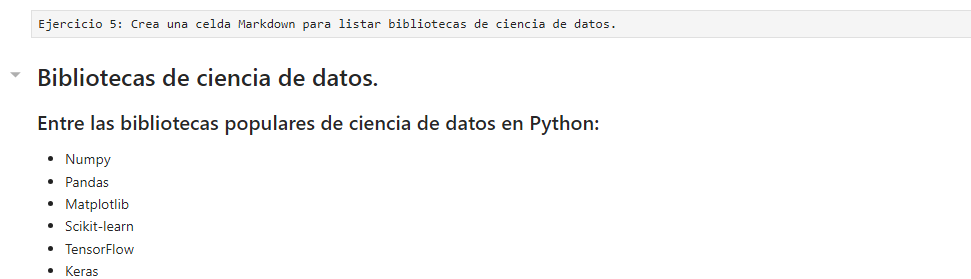 Ejercicio 5: Crea una celda Markdown para listar bibliotecas de ciencia de datos.
Bibliotecas de ciencia de datos.
Entre las bibliotecas populares de ciencia de datos en Python:
Numpy
Pandas
Matplotlib
Scikit-learn
TensorFlow
Keras